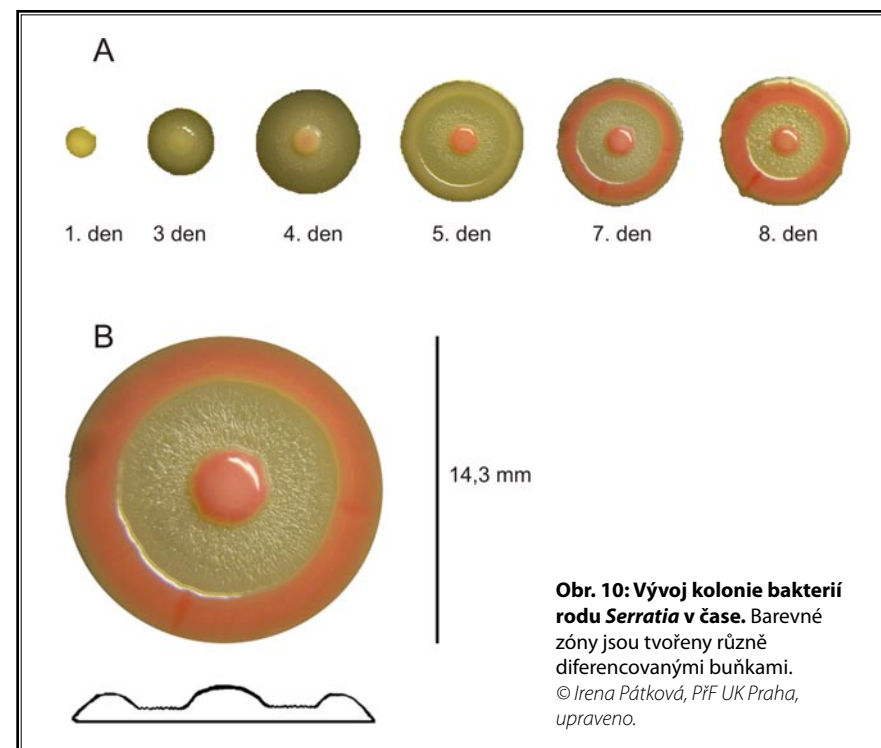 A
1. den 3 den 4. den 5. den 7. den 8. den
B
14,3 mm
Obr. 10: Vývoj kolonie bakterií
rodu Serratia v čase. Barevné
zóny jsou tvořeny různě
diferencovanými buňkami.
© Irena Pátková, PřF UK Praha,
upraveno.